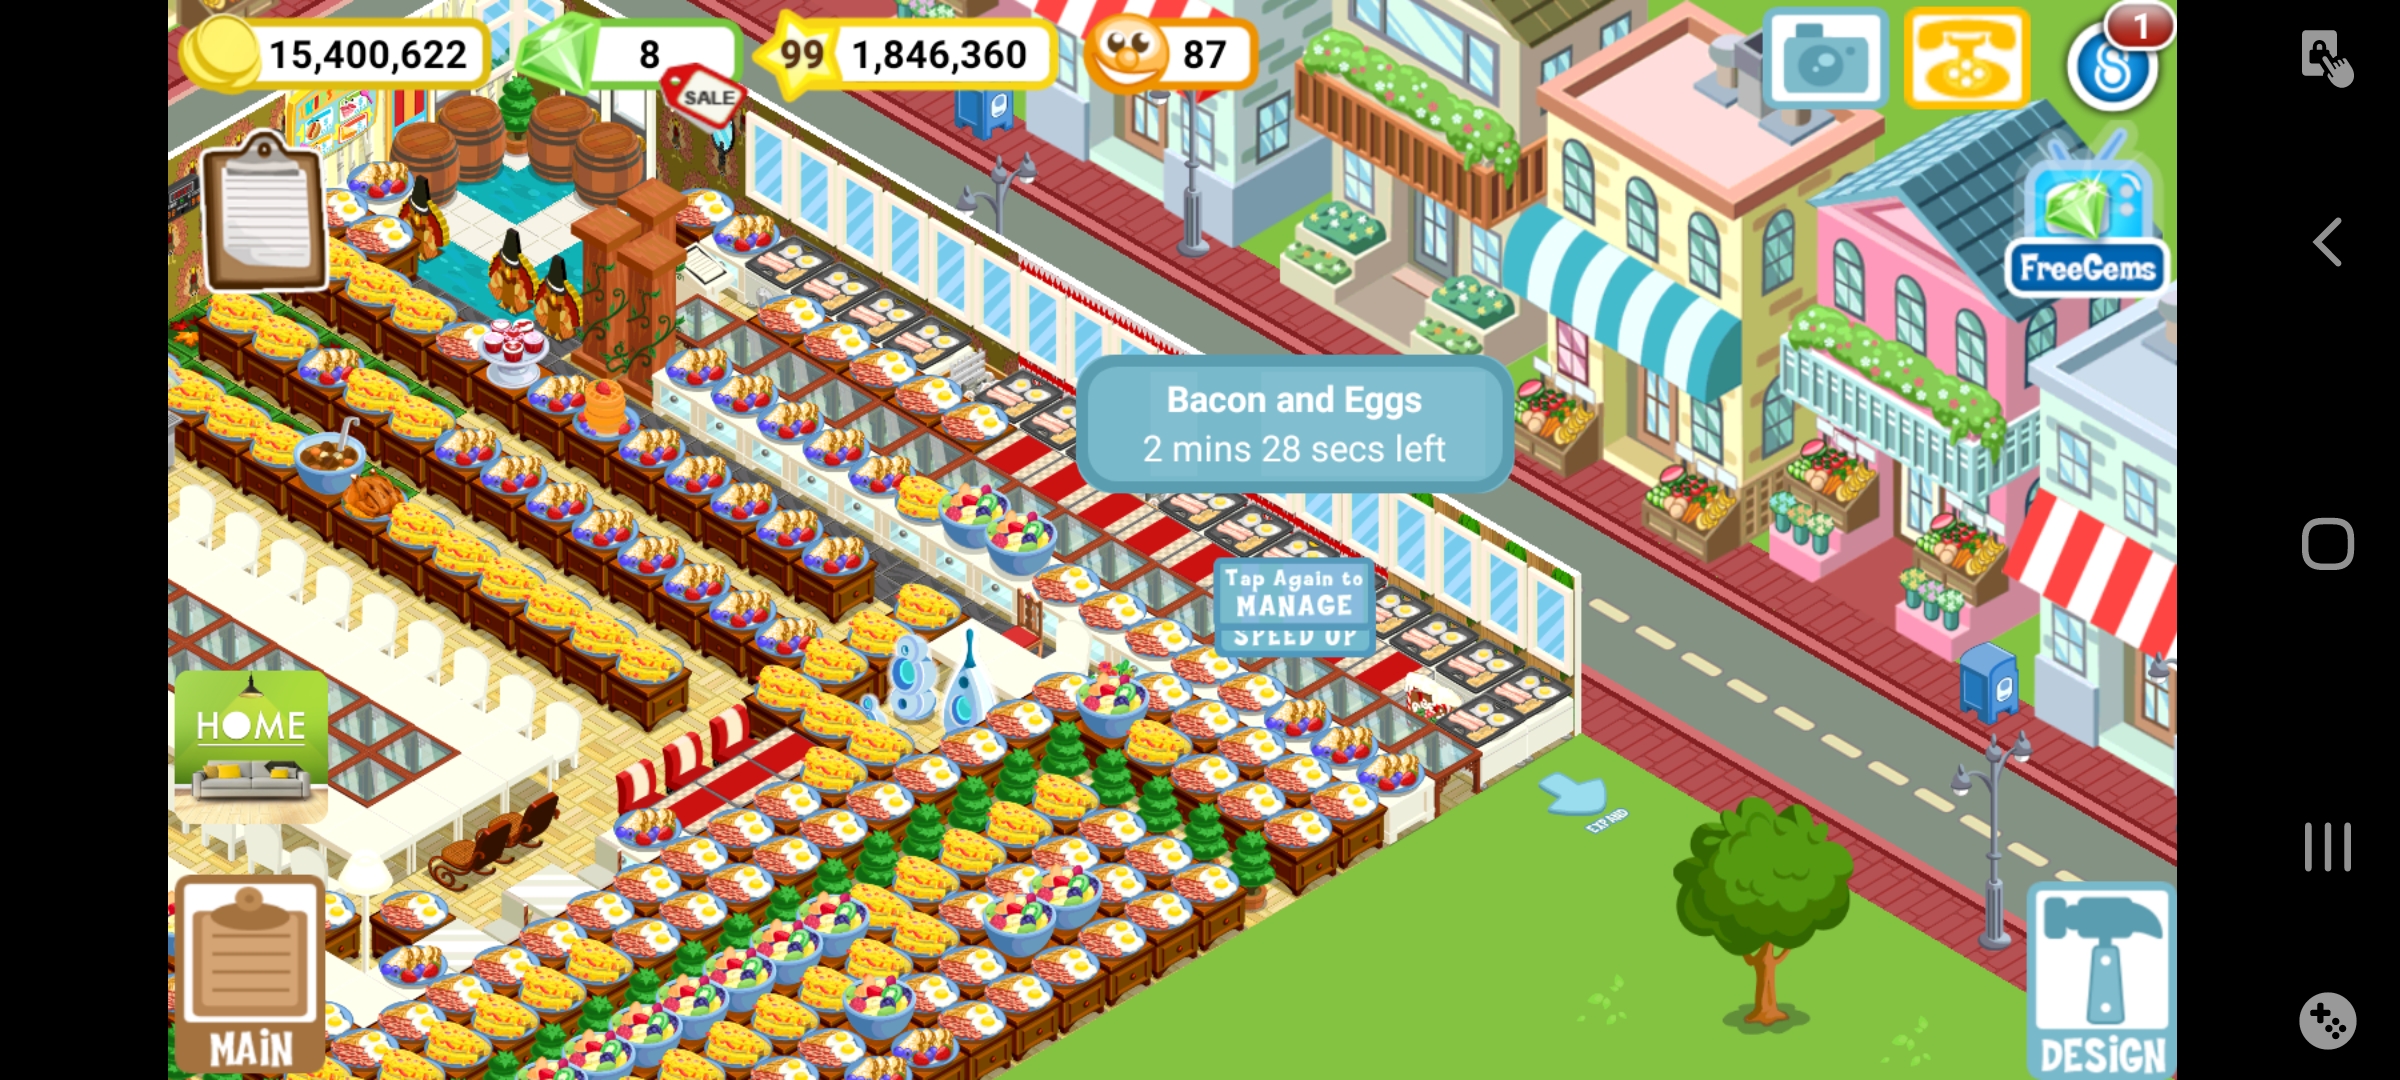 15,400,622
8
SALE
99
1,846,360
87
1
FreeGems
Bacon and Eggs
2 mins 28 secs left
Tap Again to
MANAGE
SPEED UP
HOME
EXPAND
MAIN
DESIGN